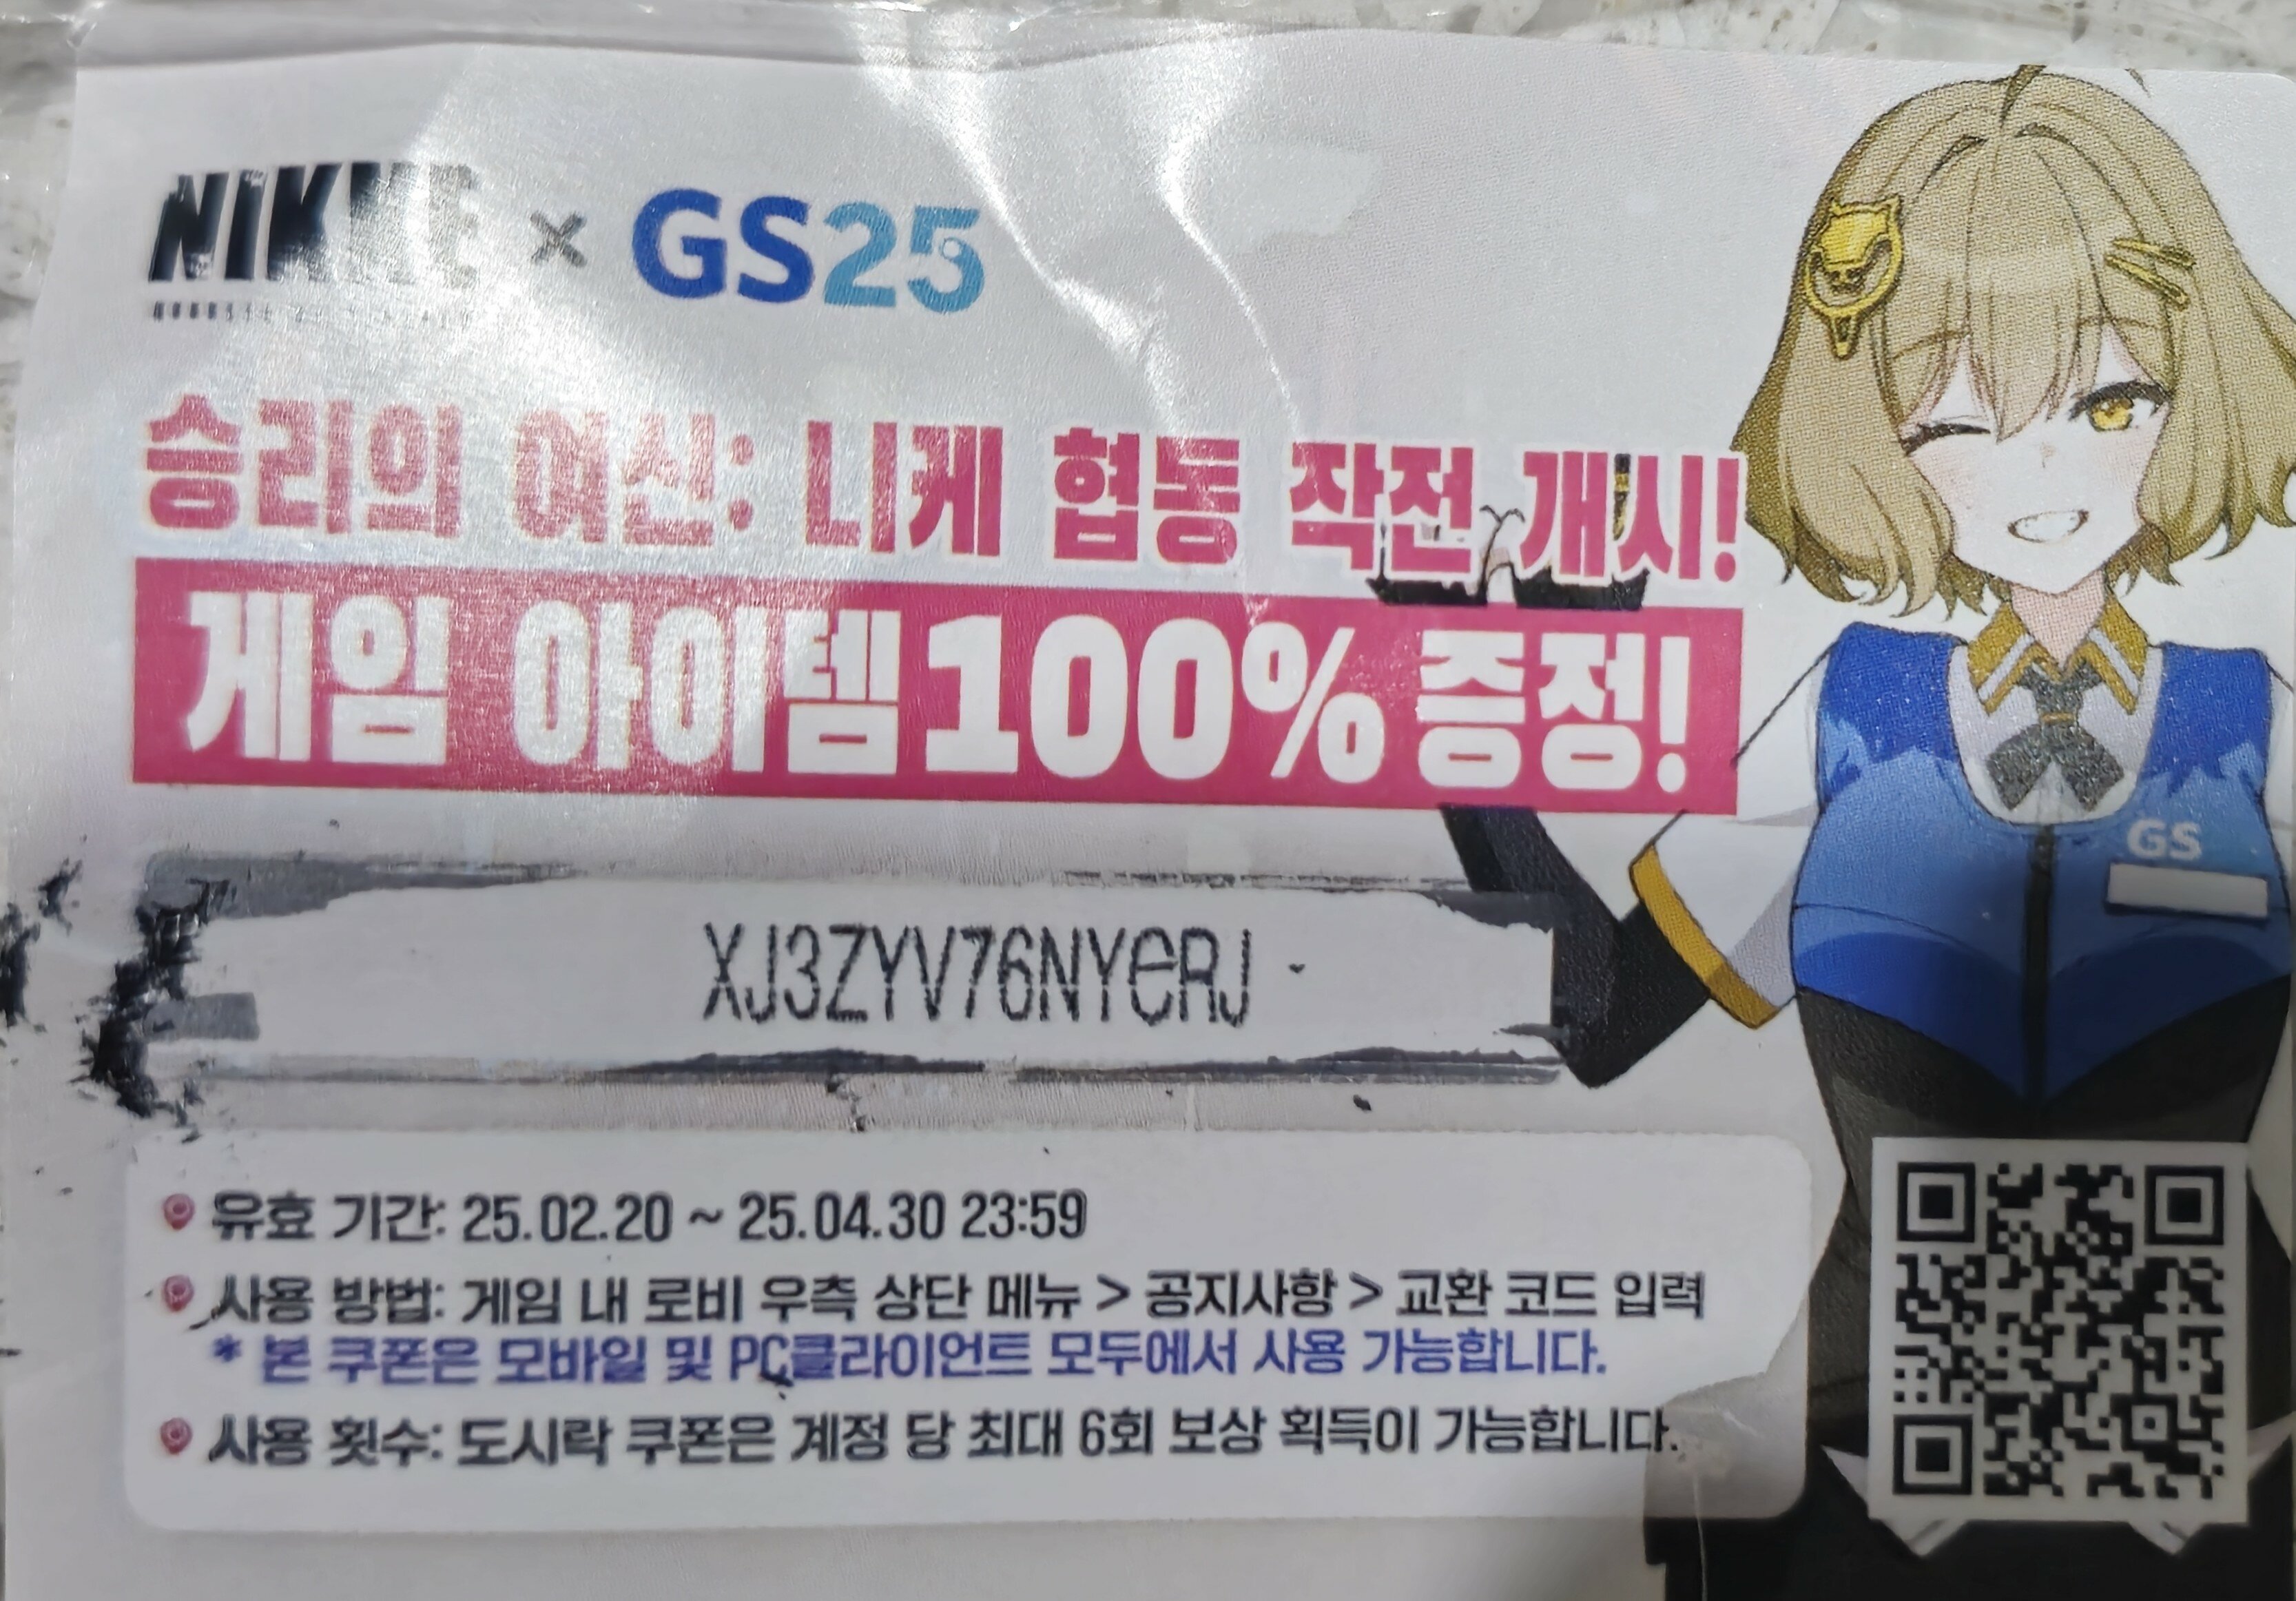 NIKKE × GS25
승리의 여신: 니케 협동 작전 개시!
게임 아이템 100% 증정!
XJ3ZYV76NYeRJ
유효 기간: 25.02.20 ~ 25.04.30 23:59
사용 방법: 게임 내 로비 우측 상단 메뉴 > 공지사항 > 교환 코드 입력
* 본 쿠폰은 모바일 및 PC클라이언트 모두에서 사용 가능합니다.
사용 횟수: 도시락 쿠폰은 계정 당 최대 6회 보상 획득이 가능합니다.
GS